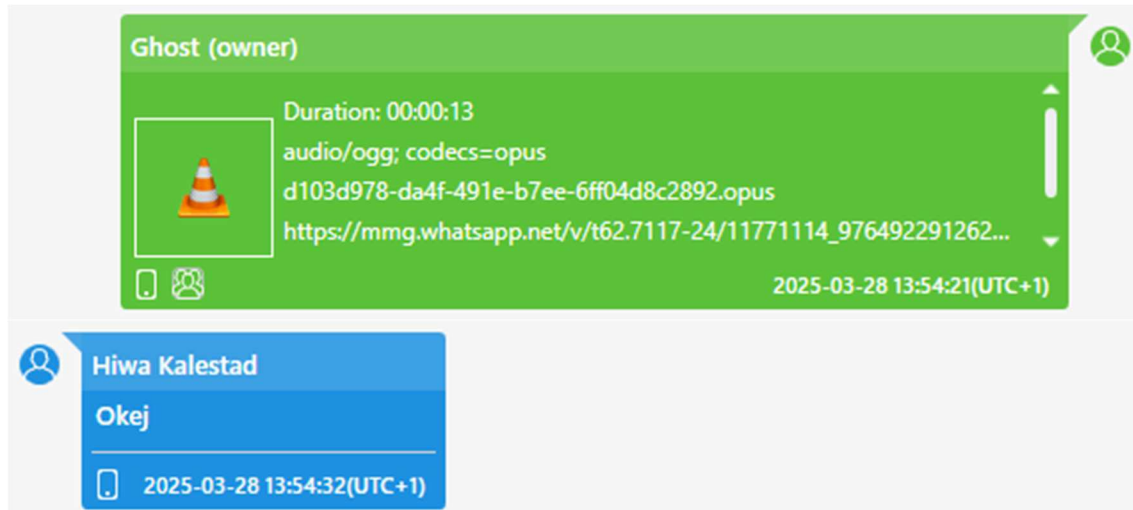 Ghost (owner)
Duration: 00:00:13
audio/ogg; codecs=opus
d103d978-da4f-491e-b7ee-6ff04d8c2892.opus
https://mmg.whatsapp.net/v/t62.7117-24/11771114_976492291262...
2025-03-28 13:54:21(UTC+1)
Hiwa Kalestad
Okej
2025-03-28 13:54:32(UTC+1)